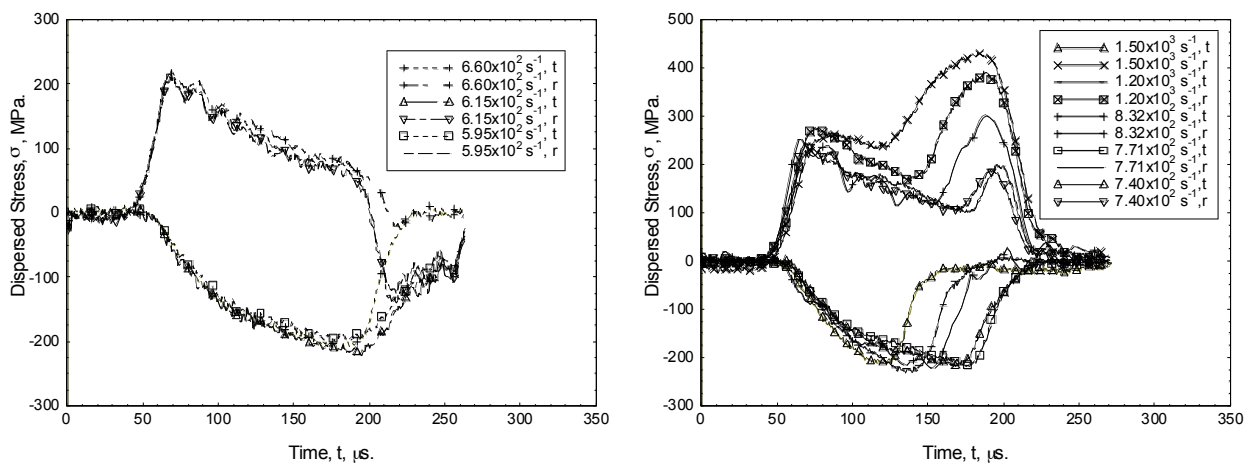 300
200
100
0
-100
-200
-300
0 50 100 150 200 250 300 350
Dispersed Stress, σ, MPa.
Time, t, μs.
6.60x10² s⁻¹, t
6.60x10² s⁻¹, r
6.15x10² s⁻¹, t
6.15x10² s⁻¹, r
5.95x10² s⁻¹, t
5.95x10² s⁻¹, r
500
400
300
200
100
0
-100
-200
-300
0 50 100 150 200 250 300 350
Dispersed Stress, σ, MPa.
Time, t, μs.
1.50x10³ s⁻¹, t
1.50x10³ s⁻¹, r
1.20x10³ s⁻¹, t
1.20x10³ s⁻¹, r
8.32x10² s⁻¹, t
8.32x10² s⁻¹, r
7.71x10² s⁻¹, t
7.71x10² s⁻¹, r
7.40x10² s⁻¹, t
7.40x10² s⁻¹, r